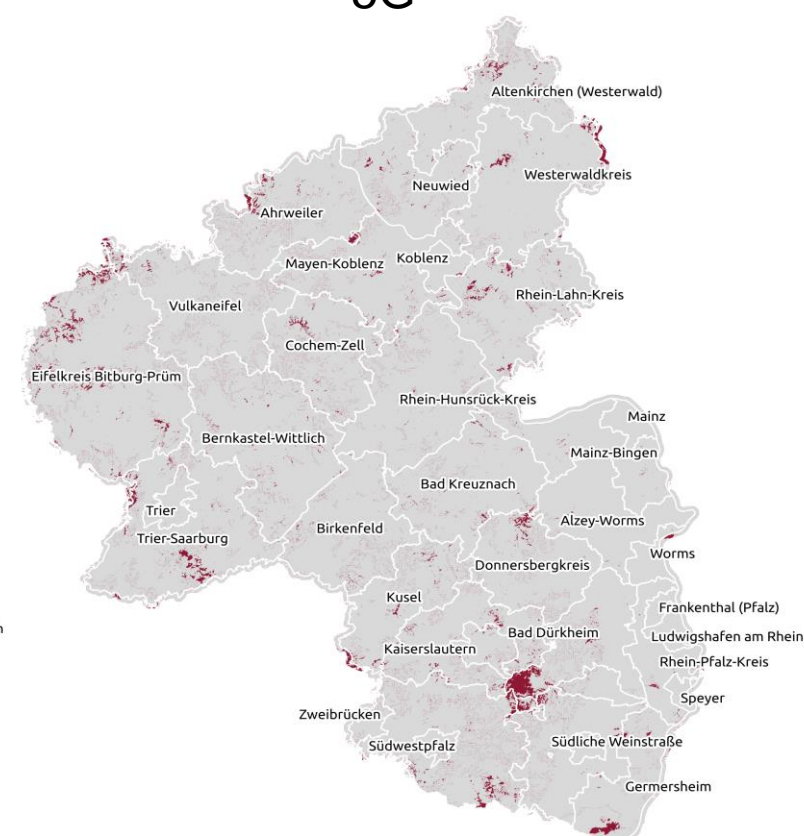 Altenkirchen (Westerwald)
Westerwaldkreis
Neuwied
Ahrweiler
Koblenz
Mayen-Koblenz
Rhein-Lahn-Kreis
Vulkaneifel
Cochem-Zell
Eifelkreis Bitburg-Prüm
Rhein-Hunsrück-Kreis
Mainz
Bernkastel-Wittlich
Mainz-Bingen
Bad Kreuznach
Trier
Alzey-Worms
Birkenfeld
Trier-Saarburg
Worms
Donnersbergkreis
Kusel
Frankenthal (Pfalz)
Bad Dürkheim
Ludwigshafen am Rhein
Kaiserslautern
Rhein-Pfalz-Kreis
Speyer
Zweibrücken
Südliche Weinstraße
Südwestpfalz
Germersheim